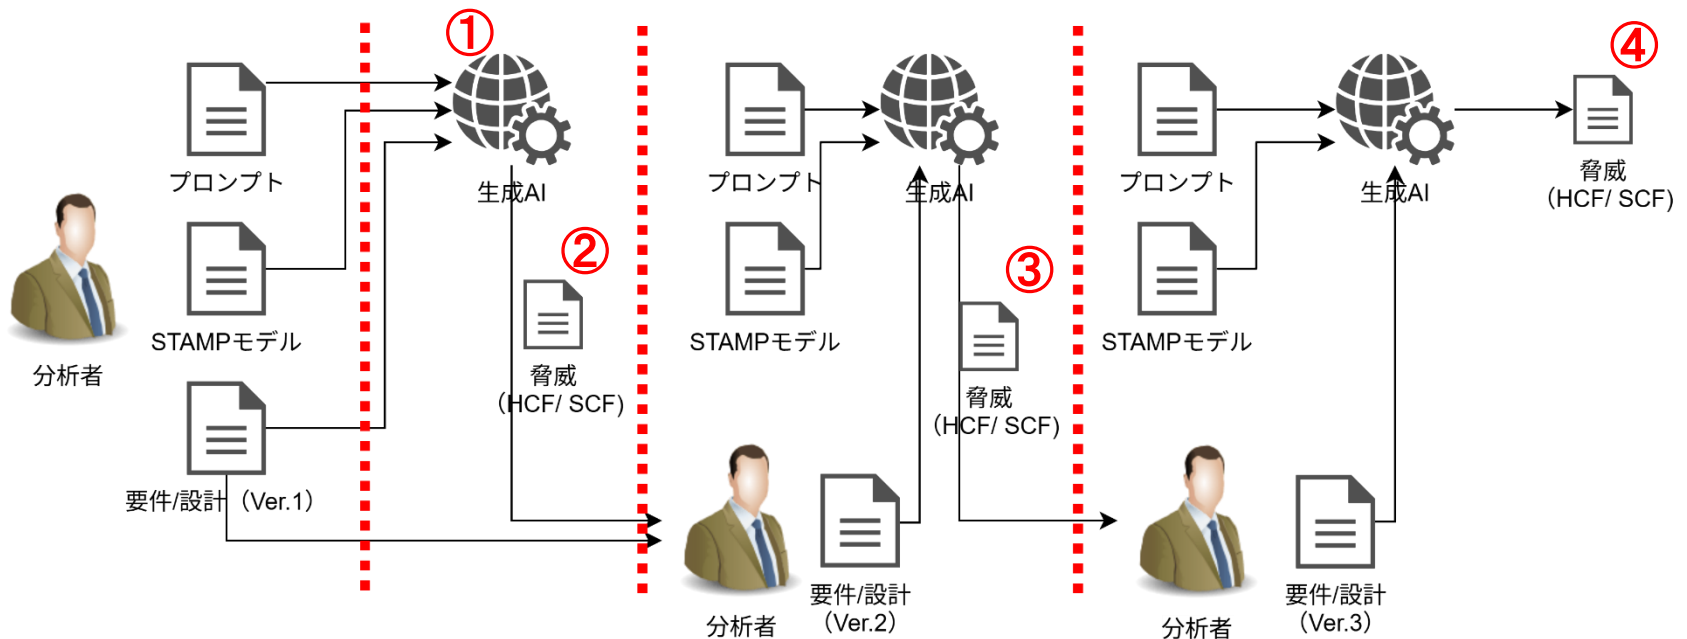 ①
プロンプト
STAMPモデル
分析者
要件/設計（Ver.1）
生成AI
②
脅威
（HCF/ SCF)
プロンプト
STAMPモデル
生成AI
③
脅威
（HCF/ SCF)
分析者
要件/設計
（Ver.2）
プロンプト
STAMPモデル
生成AI
④
脅威
（HCF/ SCF)
分析者
要件/設計
（Ver.3）